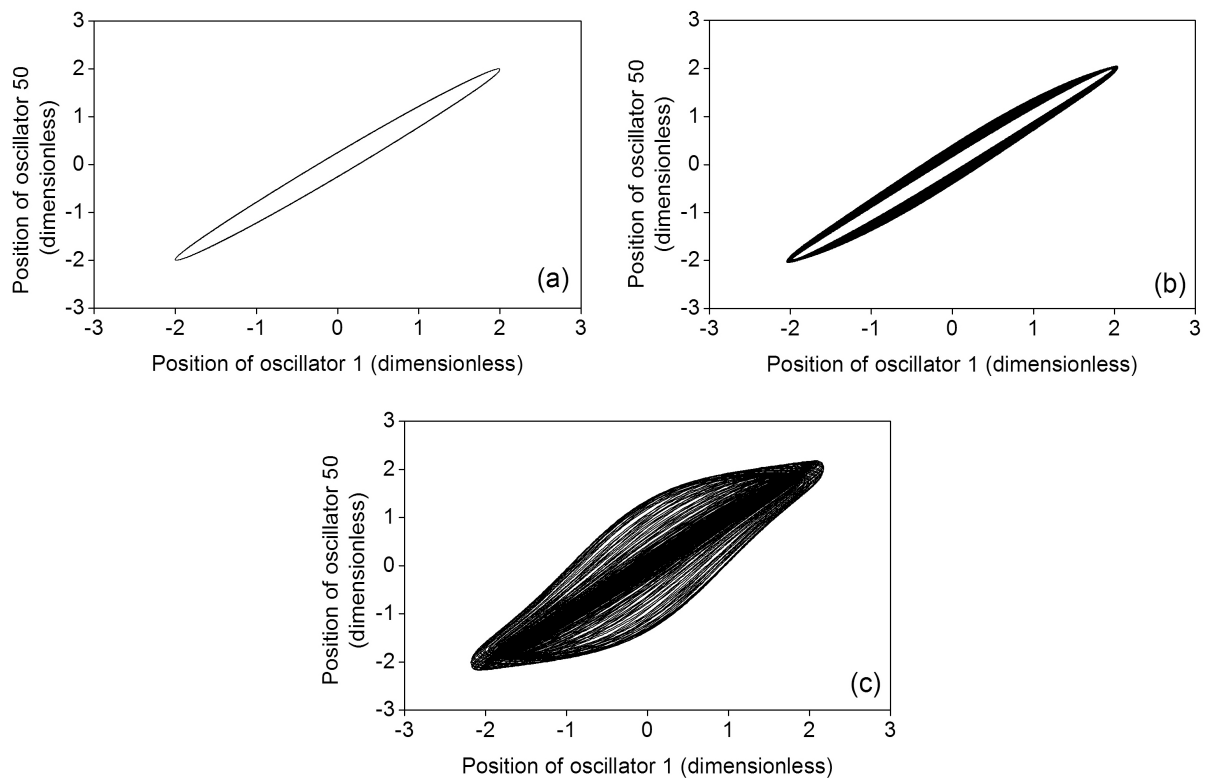 Position of oscillator 50
(dimensionless)
3
2
1
0
-1
-2
-3
(a)
-3 -2 -1 0 1 2 3
Position of oscillator 1 (dimensionless)
Position of oscillator 50
(dimensionless)
3
2
1
0
-1
-2
-3
(b)
-3 -2 -1 0 1 2 3
Position of oscillator 1 (dimensionless)
Position of oscillator 50
(dimensionless)
3
2
1
0
-1
-2
-3
(c)
-3 -2 -1 0 1 2 3
Position of oscillator 1 (dimensionless)